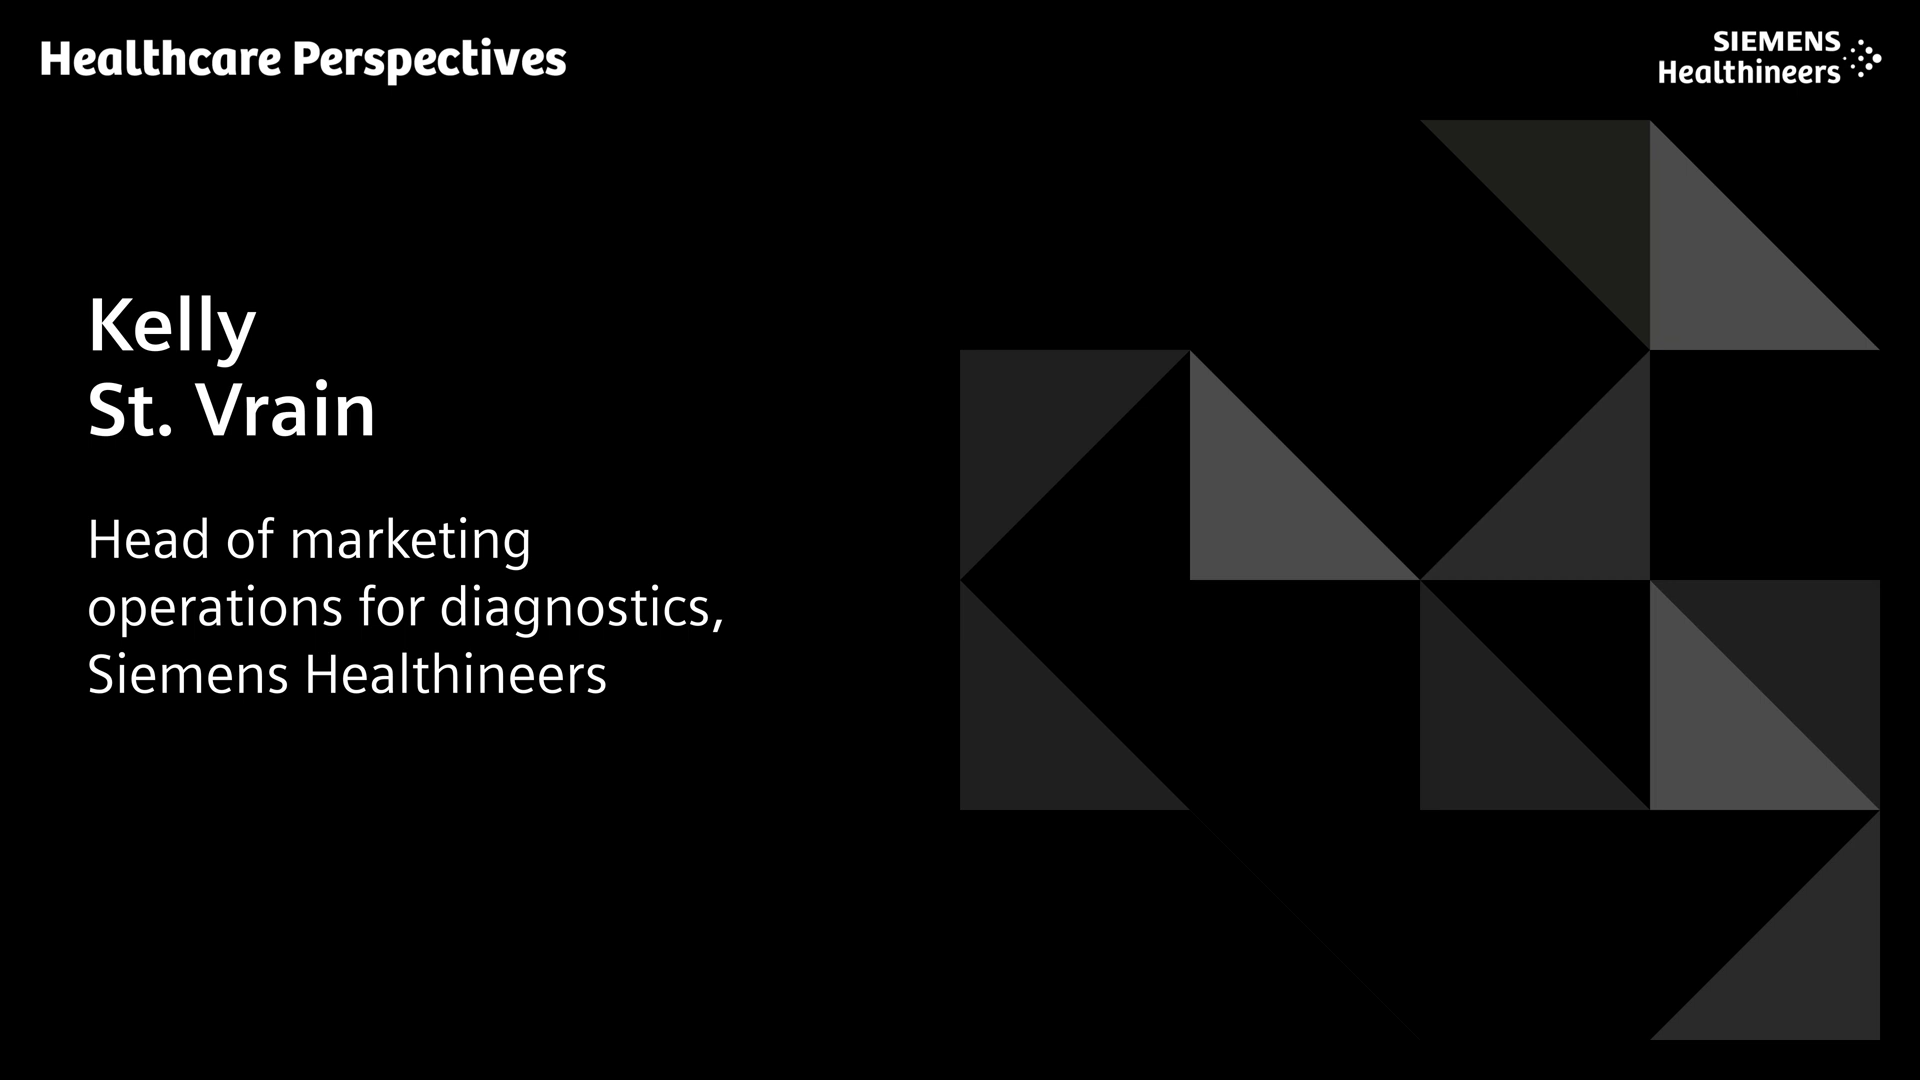 Healthcare Perspectives
SIEMENS
Healthineers
Kelly
St. Vrain
Head of marketing
operations for diagnostics,
Siemens Healthineers